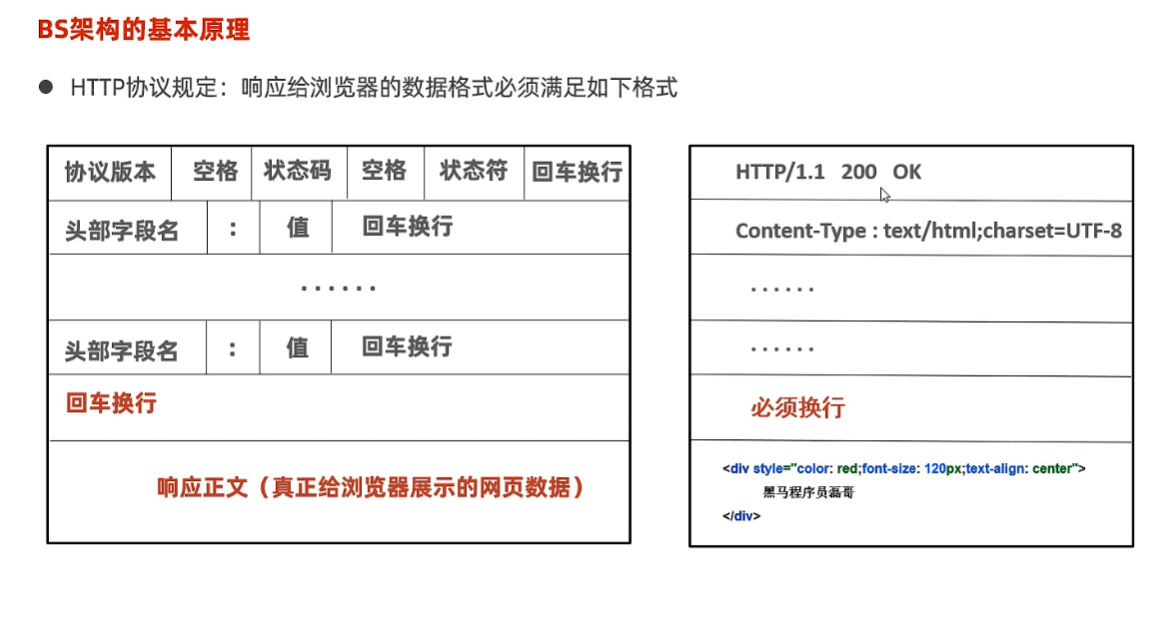 BS架构的基本原理
● HTTP协议规定：响应给浏览器的数据格式必须满足如下格式
协议版本 空格 状态码 空格 状态符 回车换行
头部字段名 : 值 回车换行
······
头部字段名 : 值 回车换行
回车换行
响应正文（真正给浏览器展示的网页数据）
HTTP/1.1 200 OK
Content-Type : text/html;charset=UTF-8
······
······
必须换行
<div style="color: red;font-size: 120px;text-align: center">
黑马程序员磊哥
</div>